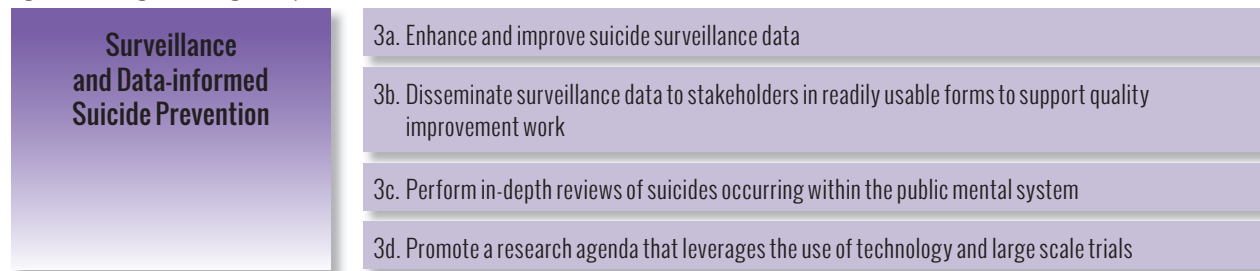 Surveillance
and Data-informed
Suicide Prevention
3a. Enhance and improve suicide surveillance data
3b. Disseminate surveillance data to stakeholders in readily usable forms to support quality
improvement work
3c. Perform in-depth reviews of suicides occurring within the public mental system
3d. Promote a research agenda that leverages the use of technology and large scale trials